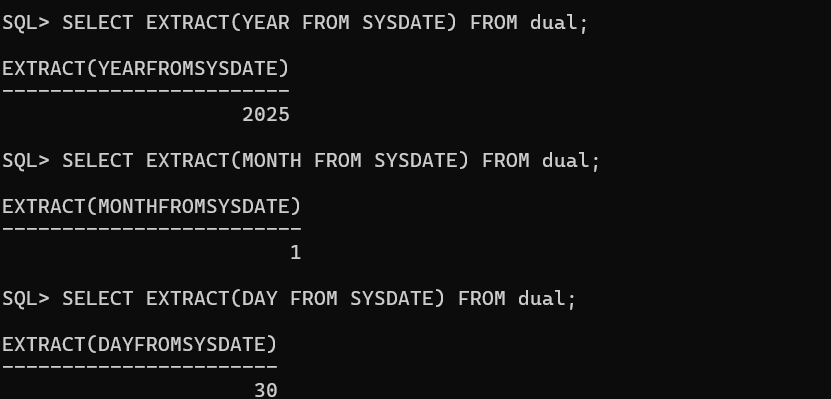 SQL> SELECT EXTRACT(YEAR FROM SYSDATE) FROM dual;
EXTRACT(YEARFROMSYSDATE)
------------------------
2025
SQL> SELECT EXTRACT(MONTH FROM SYSDATE) FROM dual;
EXTRACT(MONTHFROMSYSDATE)
-------------------------
1
SQL> SELECT EXTRACT(DAY FROM SYSDATE) FROM dual;
EXTRACT(DAYFROMSYSDATE)
-----------------------
30